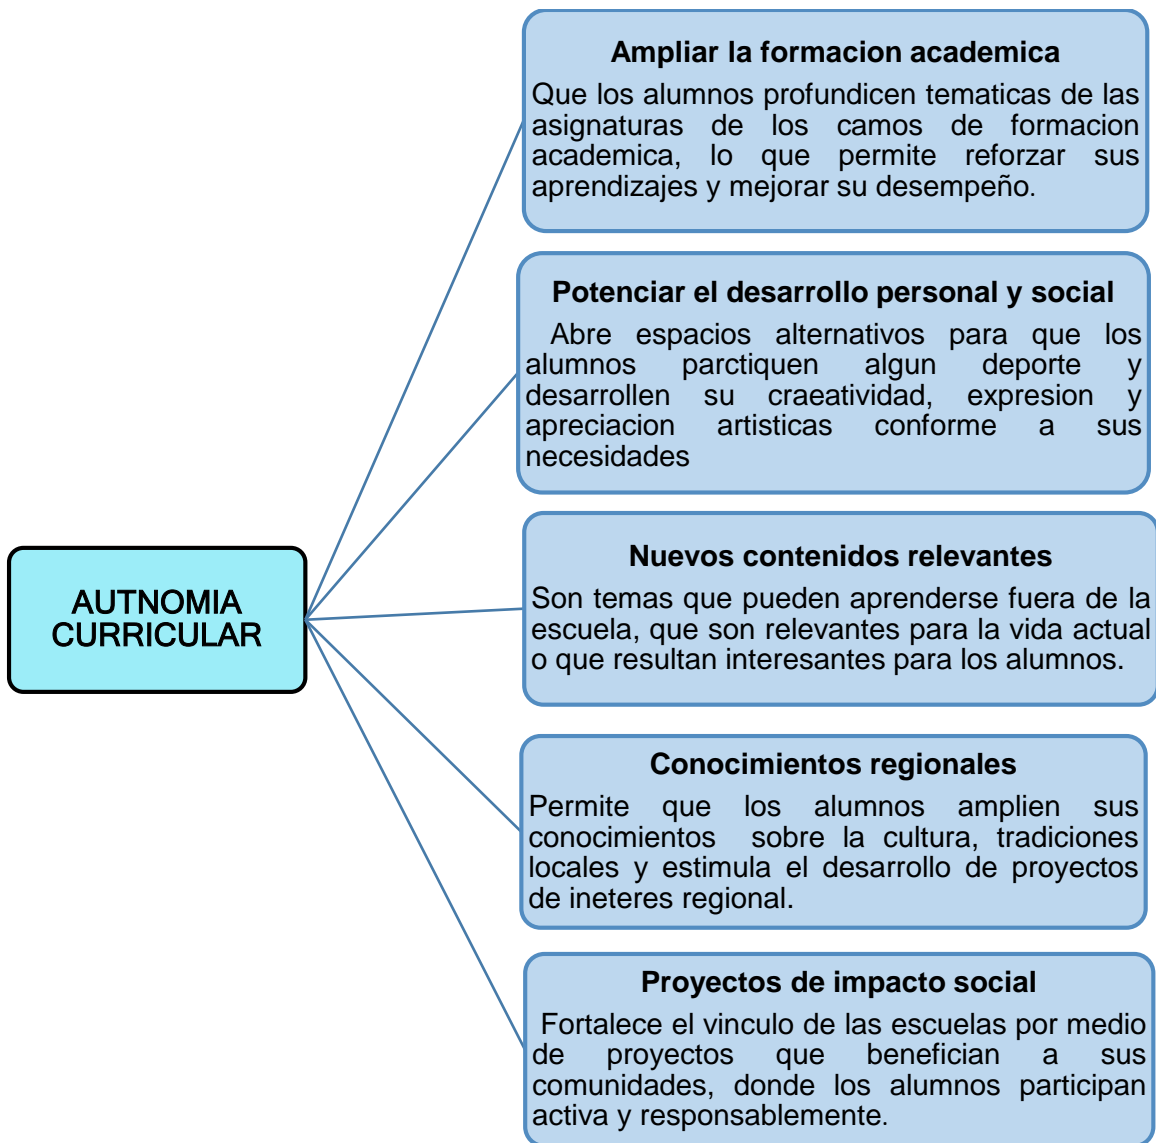 Ampliar la formacion academica
Que los alumnos profundicen tematicas de las
asignaturas de los camos de formacion
academica, lo que permite reforzar sus
aprendizajes y mejorar su desempeño.
Potenciar el desarrollo personal y social
Abre espacios alternativos para que los
alumnos parctiquen algun deporte y
desarrollen su craeatividad, expresion y
apreciacion artisticas conforme a sus
necesidades
AUTNOMIA
CURRICULAR
Nuevos contenidos relevantes
Son temas que pueden aprenderse fuera de la
escuela, que son relevantes para la vida actual
o que resultan interesantes para los alumnos.
Conocimientos regionales
Permite que los alumnos amplien sus
conocimientos sobre la cultura, tradiciones
locales y estimula el desarrollo de proyectos
de ineteres regional.
Proyectos de impacto social
Fortalece el vinculo de las escuelas por medio
de proyectos que benefician a sus
comunidades, donde los alumnos participan
activa y responsablemente.